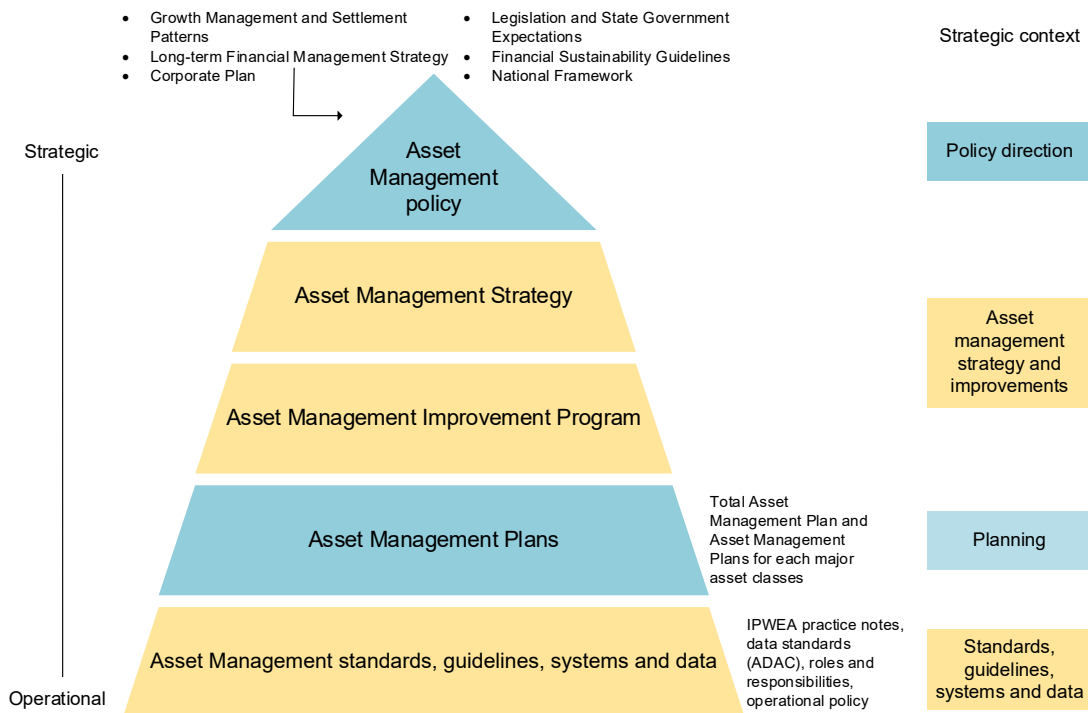 • Growth Management and Settlement
Patterns
• Long-term Financial Management Strategy
• Corporate Plan
• Legislation and State Government
Expectations
• Financial Sustainability Guidelines
• National Framework
Strategic context
Strategic
Asset
Management
policy
Policy direction
Asset Management Strategy
Asset
management
strategy and
improvements
Asset Management Improvement Program
Asset Management Plans
Total Asset
Management Plan and
Asset Management
Plans for each major
asset classes
Planning
Asset Management standards, guidelines, systems and data
IPWEA practice notes,
data standards
(ADAC), roles and
responsibilities,
operational policy
Standards,
guidelines,
systems and data
Operational